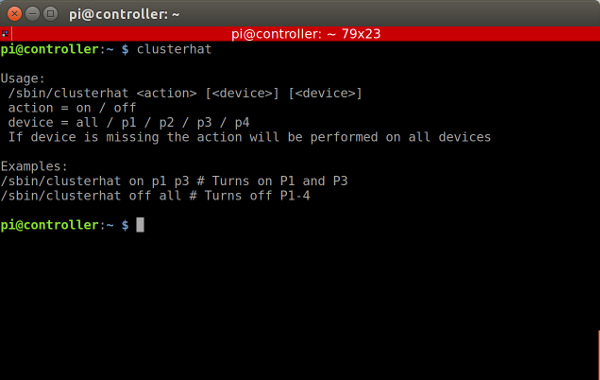 pi@controller: ~
pi@controller: ~ 79x23
pi@controller:~ $ clusterhat
Usage:
/sbin/clusterhat <action> [<device>] [<device>]
action = on / off
device = all / p1 / p2 / p3 / p4
If device is missing the action will be performed on all devices
Examples:
/sbin/clusterhat on p1 p3 # Turns on P1 and P3
/sbin/clusterhat off all # Turns off P1-4
pi@controller:~ $